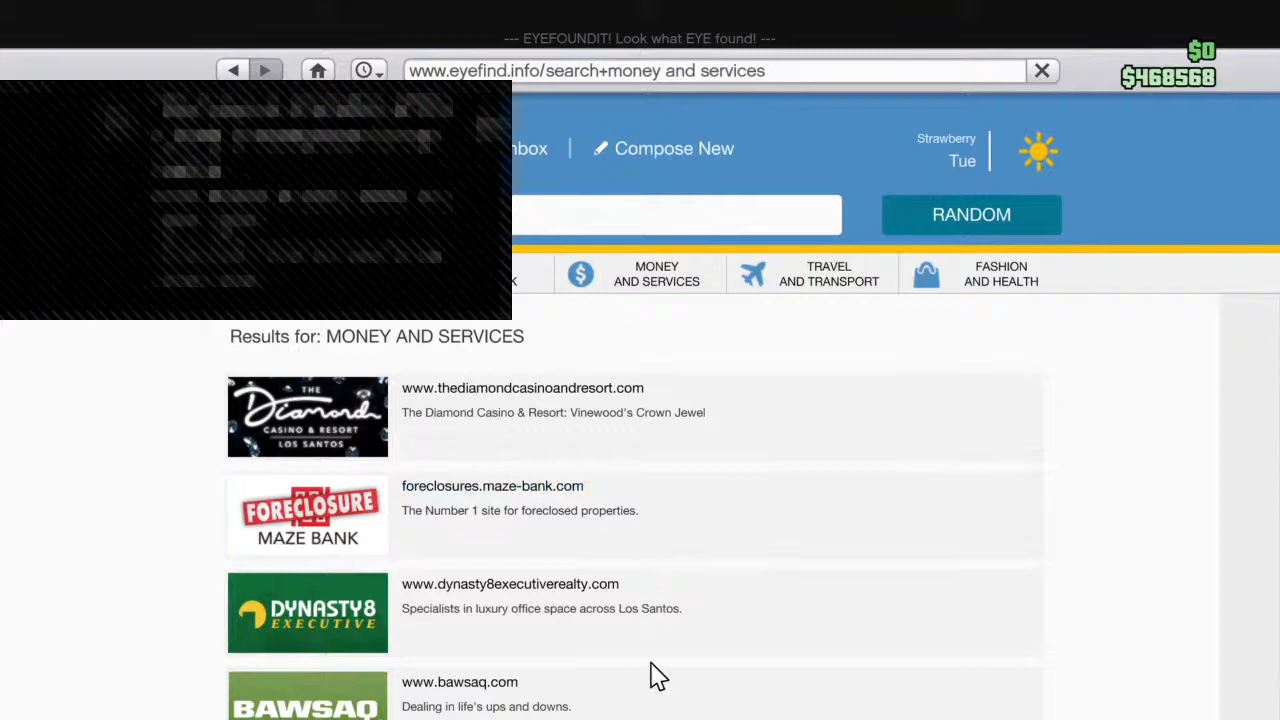 --- EYEFOUNDIT! Look what EYE found! ---
$0
www.eyefind.info/search+money and services
$468568
Strawberry
Compose New
Tue
RANDOM
MONEY
AND SERVICES
TRAVEL
AND TRANSPORT
FASHION
AND HEALTH
Results for: MONEY AND SERVICES
THE
Diamond
CASINO & RESORT
LOS SANTOS
www.thediamondcasinoandresort.com
The Diamond Casino & Resort: Vinewood's Crown Jewel
FORECLOSURE
MAZE BANK
foreclosures.maze-bank.com
The Number 1 site for foreclosed properties.
DYNASTY8
EXECUTIVE
www.dynasty8executiverealty.com
Specialists in luxury office space across Los Santos.
BAWSAQ
www.bawsaq.com
Dealing in life's ups and downs.